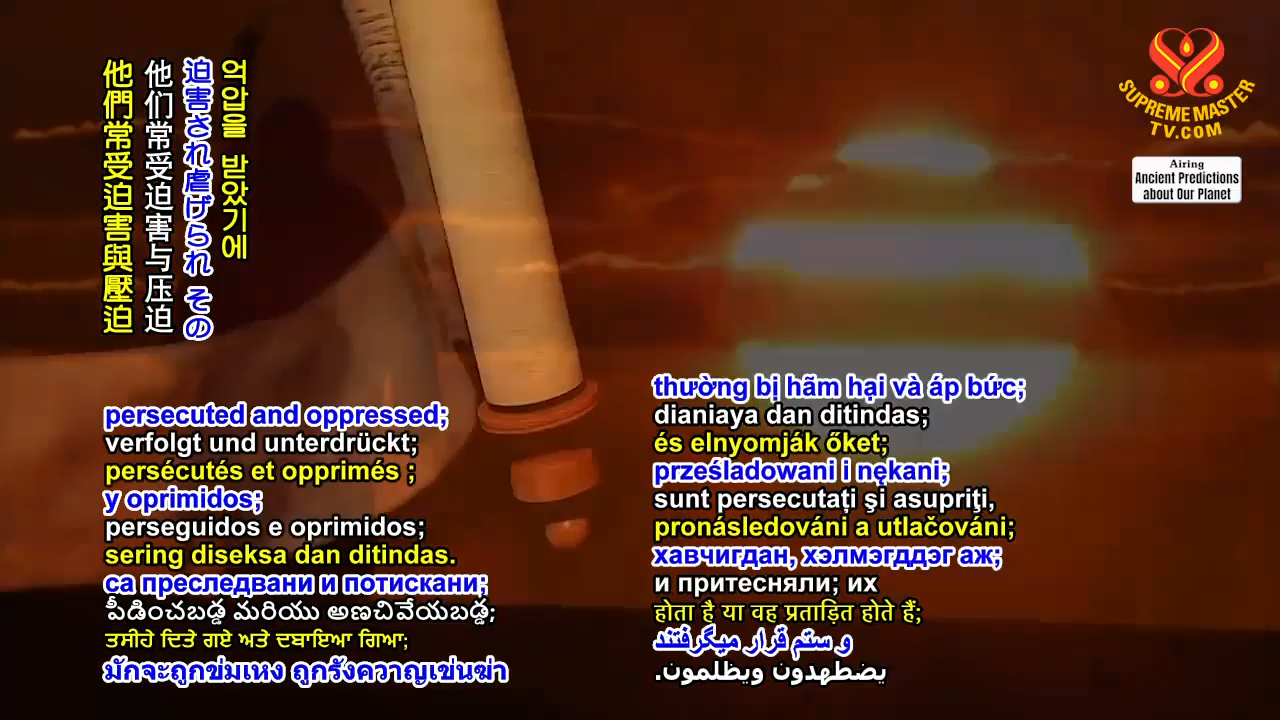 他們常受迫害與壓迫
他们常受迫害与压迫
迫害され虐げられ その
억압을 받았기에
SUPREME MASTER
TV.COM
Airing
Ancient Predictions
about Our Planet
persecuted and oppressed;
verfolgt und unterdrückt;
persécutés et opprimés ;
y oprimidos;
perseguidos e oprimidos;
sering diseksa dan ditindas.
са преследвани и потискани;
పీడించబడ్డ మరియు అణచివేయబడ్డ;
ਤਸੀਹੇ ਦਿਤੇ ਗਏ ਅਤੇ ਦਬਾਇਆ ਗਿਆ;
มักจะถูกข่มเหง ถูกรังควาญเข่นฆ่า
thường bị hãm hại và áp bức;
dianiaya dan ditindas;
és elnyomják őket;
prześladowani i nękani;
sunt persecutați şi asupriţi,
pronásledováni a utlačováni;
хавчигдан, хэлмэгддэг аж;
и притесняли; их
होता है या वह प्रताड़ित होते हैं;
و ستم قرار میگرفتند
يضطهدون ويظلمون.